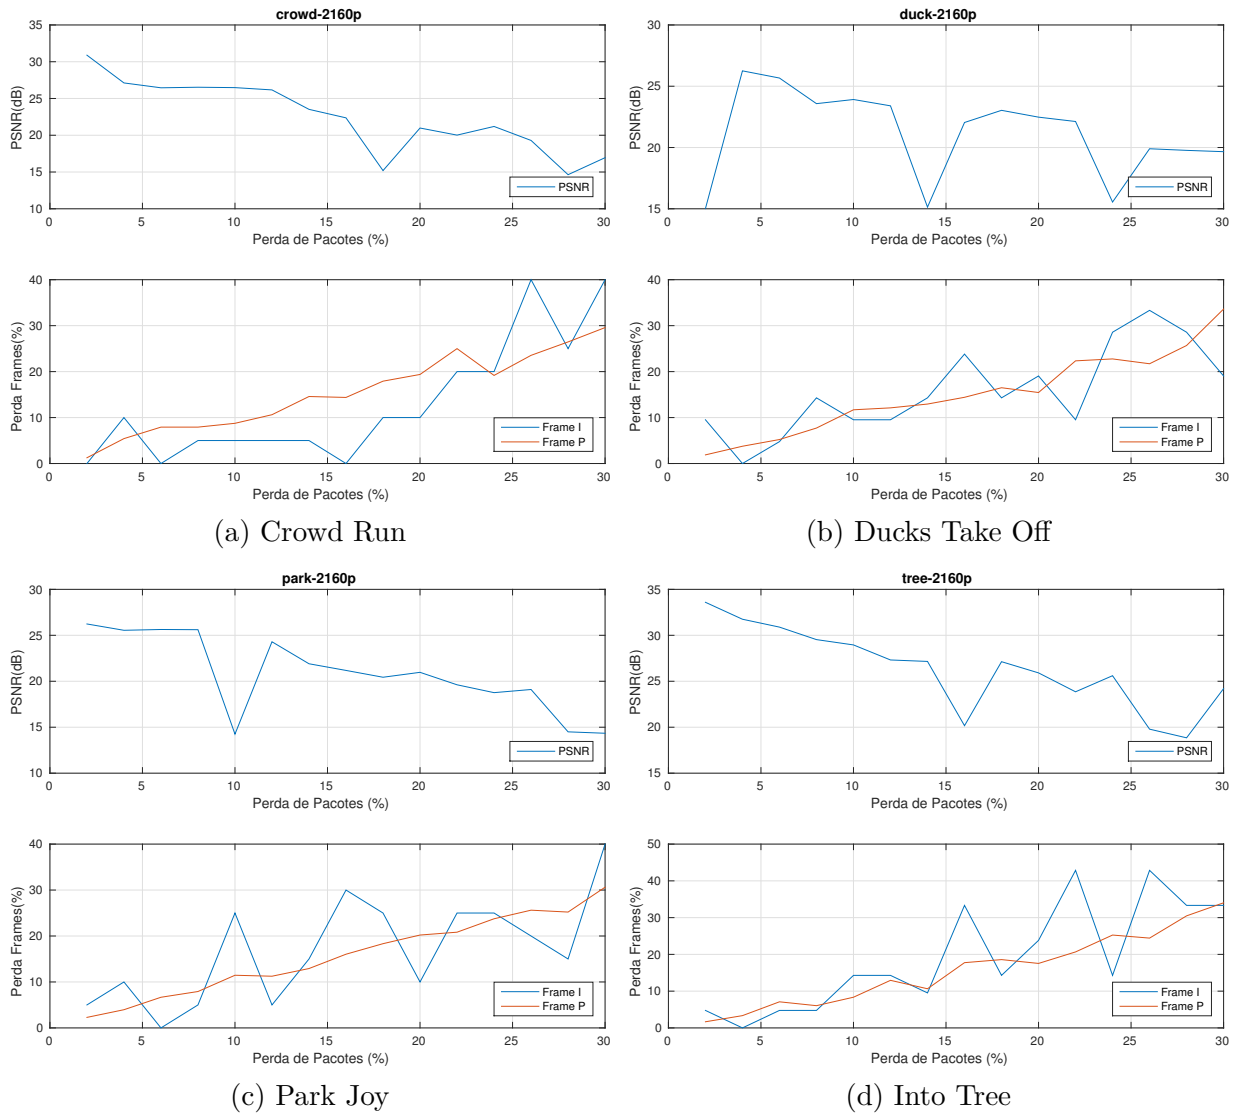 crowd-2160p
35
30
25
20
15
10
PSNR(dB)
PSNR
0 5 10 15 20 25 30
Perda de Pacotes (%)
40
30
20
10
0
Perda Frames(%)
Frame I
Frame P
0 5 10 15 20 25 30
Perda de Pacotes (%)
(a) Crowd Run
duck-2160p
30
25
20
15
PSNR(dB)
PSNR
0 5 10 15 20 25 30
Perda de Pacotes (%)
40
30
20
10
0
Perda Frames(%)
Frame I
Frame P
0 5 10 15 20 25 30
Perda de Pacotes (%)
(b) Ducks Take Off
park-2160p
30
25
20
15
10
PSNR(dB)
PSNR
0 5 10 15 20 25 30
Perda de Pacotes (%)
40
30
20
10
0
Perda Frames(%)
Frame I
Frame P
0 5 10 15 20 25 30
Perda de Pacotes (%)
(c) Park Joy
tree-2160p
35
30
25
20
15
PSNR(dB)
PSNR
0 5 10 15 20 25 30
Perda de Pacotes (%)
50
40
30
20
10
0
Perda Frames(%)
Frame I
Frame P
0 5 10 15 20 25 30
Perda de Pacotes (%)
(d) Into Tree